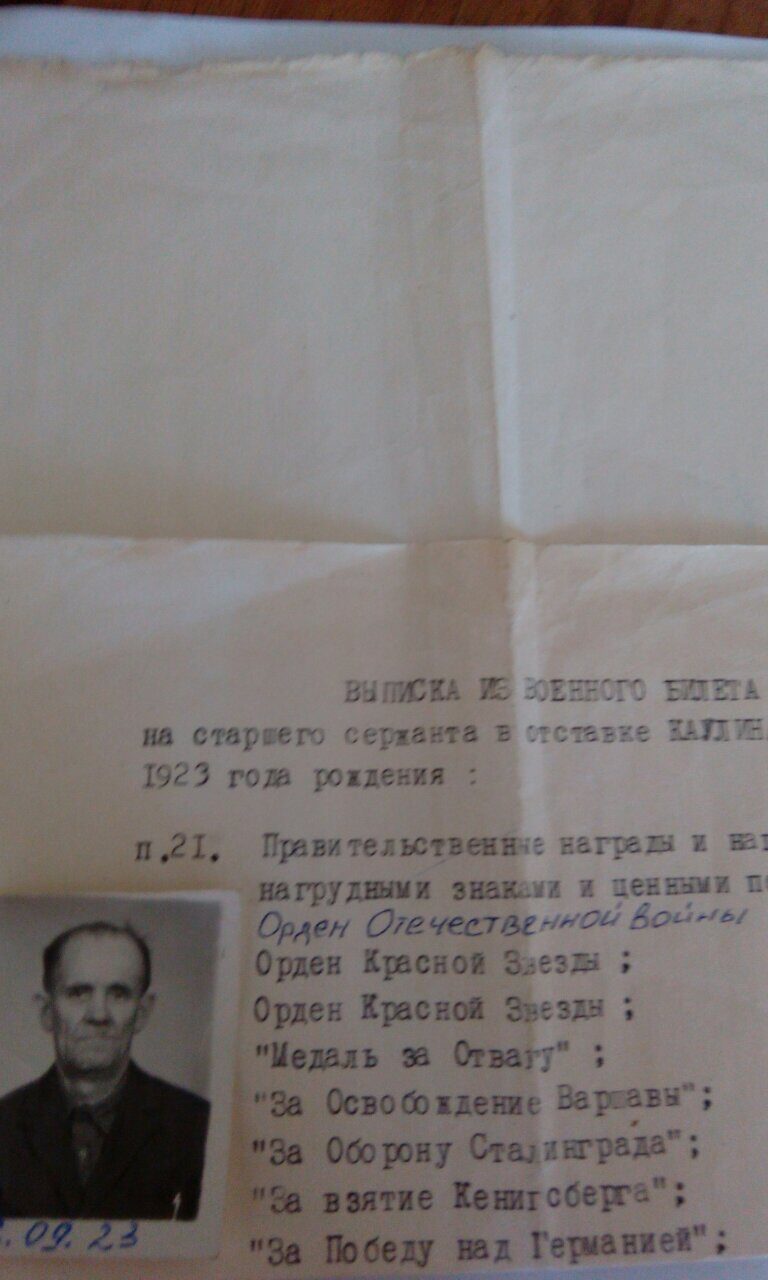 ВЫПИСКА ИЗ ВОЕННОГО БИЛЕТА
на старшего сержанта в отставке
1923 года рождения :
п.21. Правительственные награды и
нагрудными знаками и ценными
Орден Отечественной войны
Орден Красной Звезды ;
Орден Красной Звезды ;
"Медаль за Отвагу" ;
"За Освобождение Варшавы";
"За Оборону Сталинграда";
"За взятие Кенигсберга";
"За Победу над Германией";
.09.23